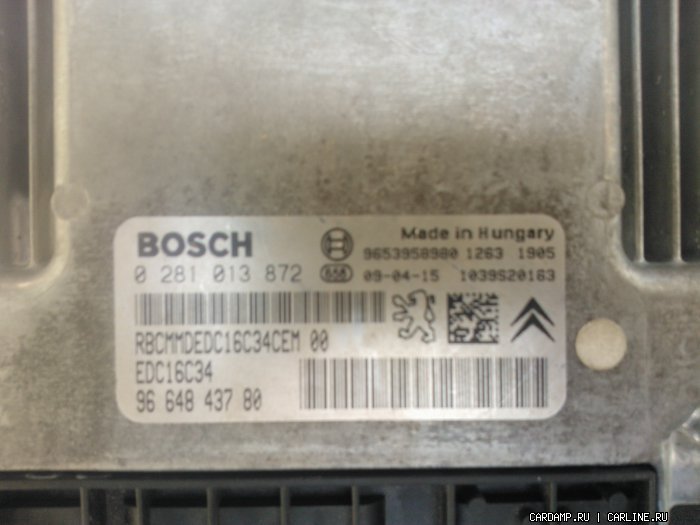 BOSCH
Made in Hungary
9653958980 1263 1905
0 281 013 872
09-04-15 1039S20163
RBCMMDEDC16C34CEM 00
EDC16C34
96 648 437 80
CARDAMP.RU | CARLINE.RU